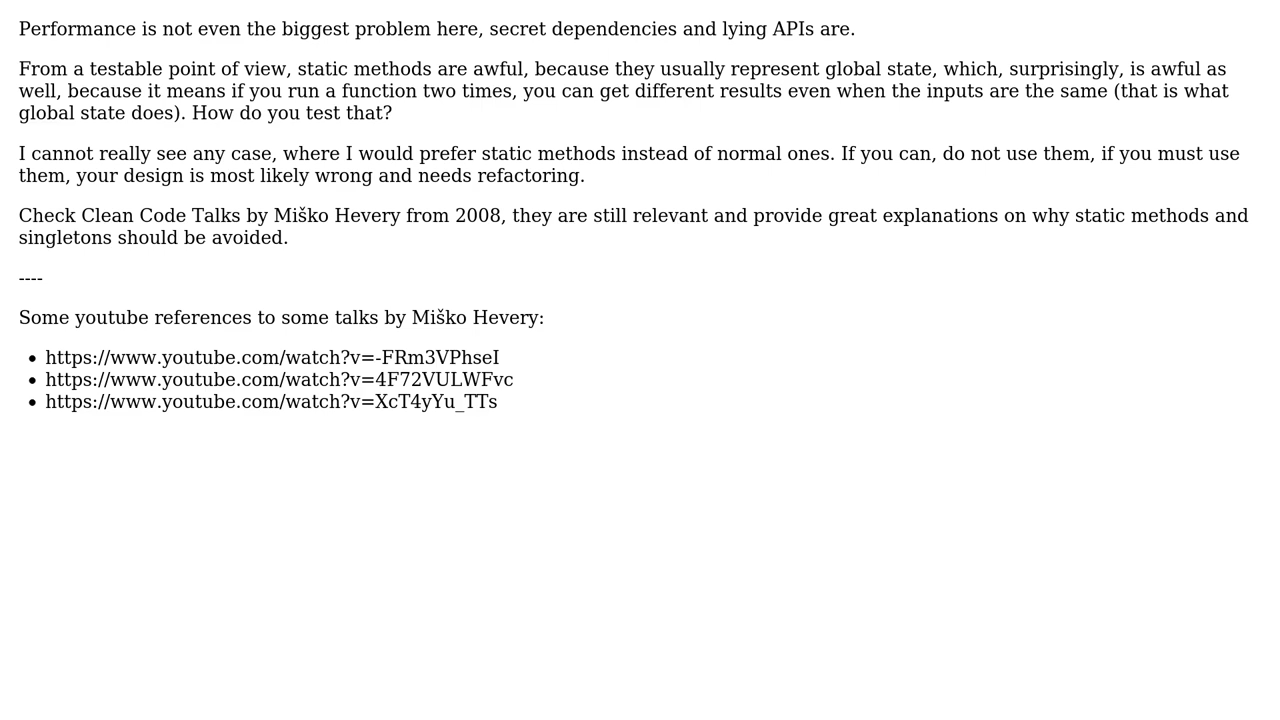 Performance is not even the biggest problem here, secret dependencies and lying APIs are.
From a testable point of view, static methods are awful, because they usually represent global state, which, surprisingly, is awful as
well, because it means if you run a function two times, you can get different results even when the inputs are the same (that is what
global state does). How do you test that?
I cannot really see any case, where I would prefer static methods instead of normal ones. If you can, do not use them, if you must use
them, your design is most likely wrong and needs refactoring.
Check Clean Code Talks by Miško Hevery from 2008, they are still relevant and provide great explanations on why static methods and
singletons should be avoided.
----
Some youtube references to some talks by Miško Hevery:
• https://www.youtube.com/watch?v=-FRm3VPhseI
• https://www.youtube.com/watch?v=4F72VULWFvc
• https://www.youtube.com/watch?v=XcT4yYu_TTs